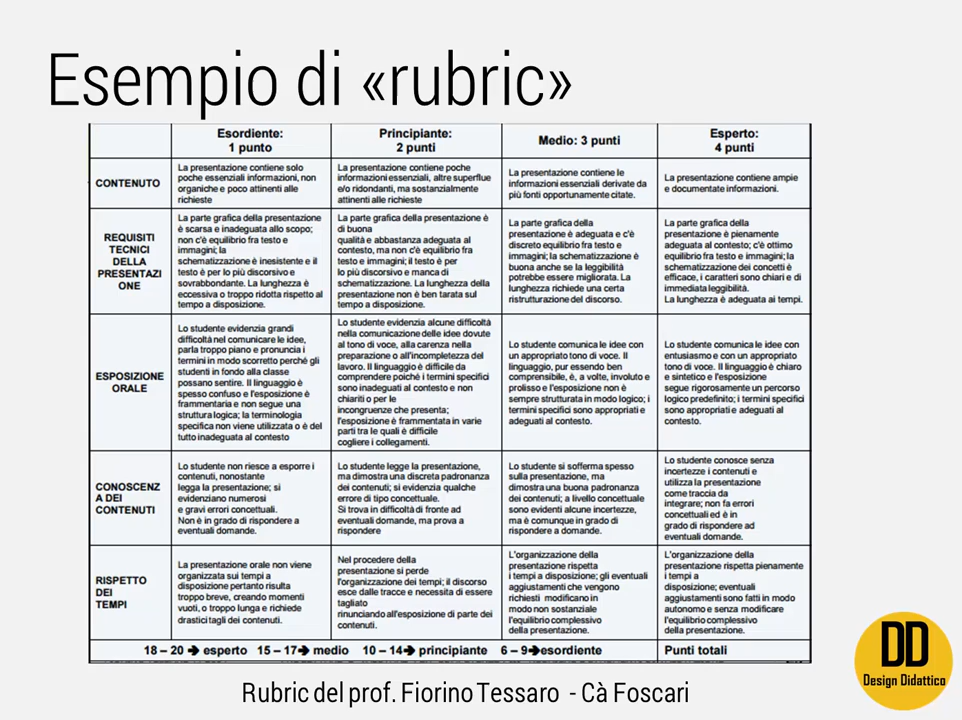 Esempio di «rubric»
Esordiente:
1 punto
Principiante:
2 punti
Medio: 3 punti
Esperto:
4 punti
CONTENUTO
La presentazione contiene solo
poche essenziali informazioni, non
organiche e poco attinenti alle
richieste
La presentazione contiene poche
informazioni essenziali, altre superflue
e/o ridondanti, ma sostanzialmente
attinenti alle richieste
La presentazione contiene le
informazioni essenziali derivate da
più fonti opportunamente citate.
La presentazione contiene ampie
e documentate informazioni.
REQUISITI
TECNICI
DELLA
PRESENTAZI
ONE
La parte grafica della presentazione
è scarsa e inadeguata allo scopo;
non c'è equilibrio fra testo e
immagini; la
schematizzazione è inesistente e il
testo è per lo più discorsivo e
sovrabbondante. La lunghezza è
eccessiva o troppo ridotta rispetto al
tempo a disposizione.
La parte grafica della presentazione è
di buona
qualità e abbastanza adeguata al
contesto, ma non c'è equilibrio fra
testo e immagini; il testo è per
lo più discorsivo e manca di
schematizzazione. La lunghezza della
presentazione non è ben tarata sul
tempo a disposizione.
La parte grafica della
presentazione è adeguata e c'è
discreto equilibrio fra testo e
immagini; la schematizzazione è
buona anche se la leggibilità
potrebbe essere migliorata. La
lunghezza richiede una certa
ristrutturazione del discorso.
La parte grafica della
presentazione è pienamente
adeguata al contesto; c'è ottimo
equilibrio fra testo e immagini; la
schematizzazione dei concetti è
efficace, i caratteri sono chiari e di
immediata leggibilità.
La lunghezza è adeguata ai tempi.
ESPOSIZIONE
ORALE
Lo studente evidenzia grandi
difficoltà nel comunicare le idee,
parla troppo piano e pronuncia i
termini in modo scorretto perché gli
studenti in fondo alla classe
possano sentire. Il linguaggio è
spesso confuso e l'esposizione è
frammentaria e non segue una
struttura logica; la terminologia
specifica non viene utilizzata o è del
tutto inadeguata al contesto
Lo studente evidenzia alcune difficoltà
nella comunicazione delle idee dovute
al tono di voce, alla carenza nella
preparazione o all'incompletezza del
lavoro. Il linguaggio è difficile da
comprendere poiché i termini specifici
sono inadeguati al contesto e non
chiariti o per le
incongruenze che presenta;
l'esposizione è frammentata in varie
parti tra le quali è difficile
cogliere i collegamenti.
Lo studente comunica le idee con
un appropriato tono di voce. Il
linguaggio, pur essendo ben
comprensibile, è, a volte, involuto e
prolisso e l'esposizione non è
sempre strutturata in modo logico; i
termini specifici sono appropriati e
adeguati al contesto.
Lo studente comunica le idee con
entusiasmo e con un appropriato
tono di voce. Il linguaggio è chiaro
e sintetico e l'esposizione
segue rigorosamente un percorso
logico predefinito; i termini specifici
sono appropriati e adeguati al
contesto.
CONOSCENZ
A DEI
CONTENUTI
Lo studente non riesce a esporre i
contenuti, nonostante
legga la presentazione; si
evidenziano numerosi
e gravi errori concettuali.
Non è in grado di rispondere a
eventuali domande.
Lo studente legge la presentazione,
ma dimostra una discreta padronanza
dei contenuti; si evidenzia qualche
errore di tipo concettuale.
Si trova in difficoltà di fronte ad
eventuali domande, ma prova a
rispondere
Lo studente si sofferma spesso
sulla presentazione, ma
dimostra una buona padronanza
dei contenuti; a livello concettuale
sono evidenti alcune incertezze,
ma è comunque in grado di
rispondere a domande.
Lo studente conosce senza
incertezze i contenuti e
utilizza la presentazione
come traccia da
integrare; non fa errori
concettuali ed è in
grado di rispondere ad
eventuali domande.
RISPETTO
DEI
TEMPI
La presentazione orale non viene
organizzata sui tempi a
disposizione pertanto risulta
troppo breve, creando momenti
vuoti, o troppo lunga e richiede
drastici tagli dei contenuti.
Nel procedere della
presentazione si perde
l'organizzazione dei tempi; il discorso
esce dalle tracce e necessita di essere
tagliato
rinunciando all'esposizione di parte dei
contenuti.
L'organizzazione della
presentazione rispetta
i tempi a disposizione; gli eventuali
aggiustamenti che vengono
richiesti modificano in
modo non sostanziale
l'equilibrio complessivo
della presentazione.
L'organizzazione della
presentazione rispetta pienamente
i tempi a
disposizione; eventuali
aggiustamenti sono fatti in modo
autonomo e senza modificare
l'equilibrio complessivo
della presentazione.
18 – 20 ➔ esperto 15 – 17➔ medio 10 – 14➔ principiante 6 – 9➔esordiente
Punti totali
Rubric del prof. Fiorino Tessaro - Cà Foscari
DD
Design Didattico